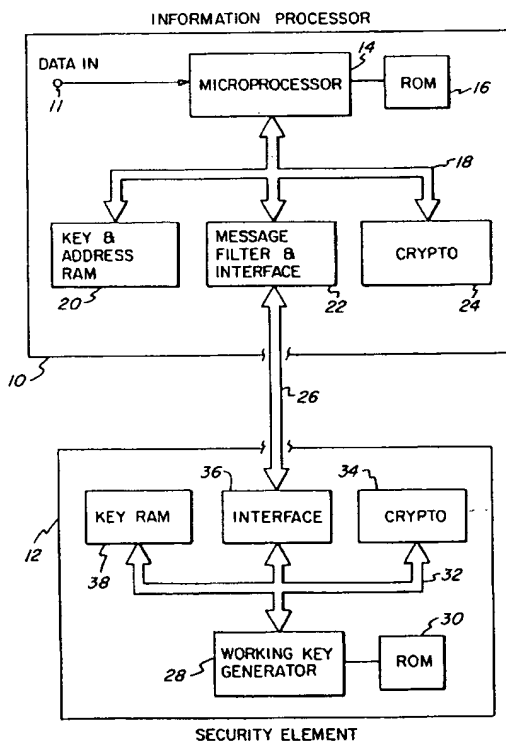 INFORMATION PROCESSOR
14
DATA IN
11
MICROPROCESSOR
ROM
16
18
KEY &
ADDRESS
RAM
20
MESSAGE
FILTER &
INTERFACE
22
CRYPTO
24
10
26
36
34
12
KEY RAM
38
INTERFACE
CRYPTO
32
30
28
WORKING KEY
GENERATOR
ROM
SECURITY ELEMENT